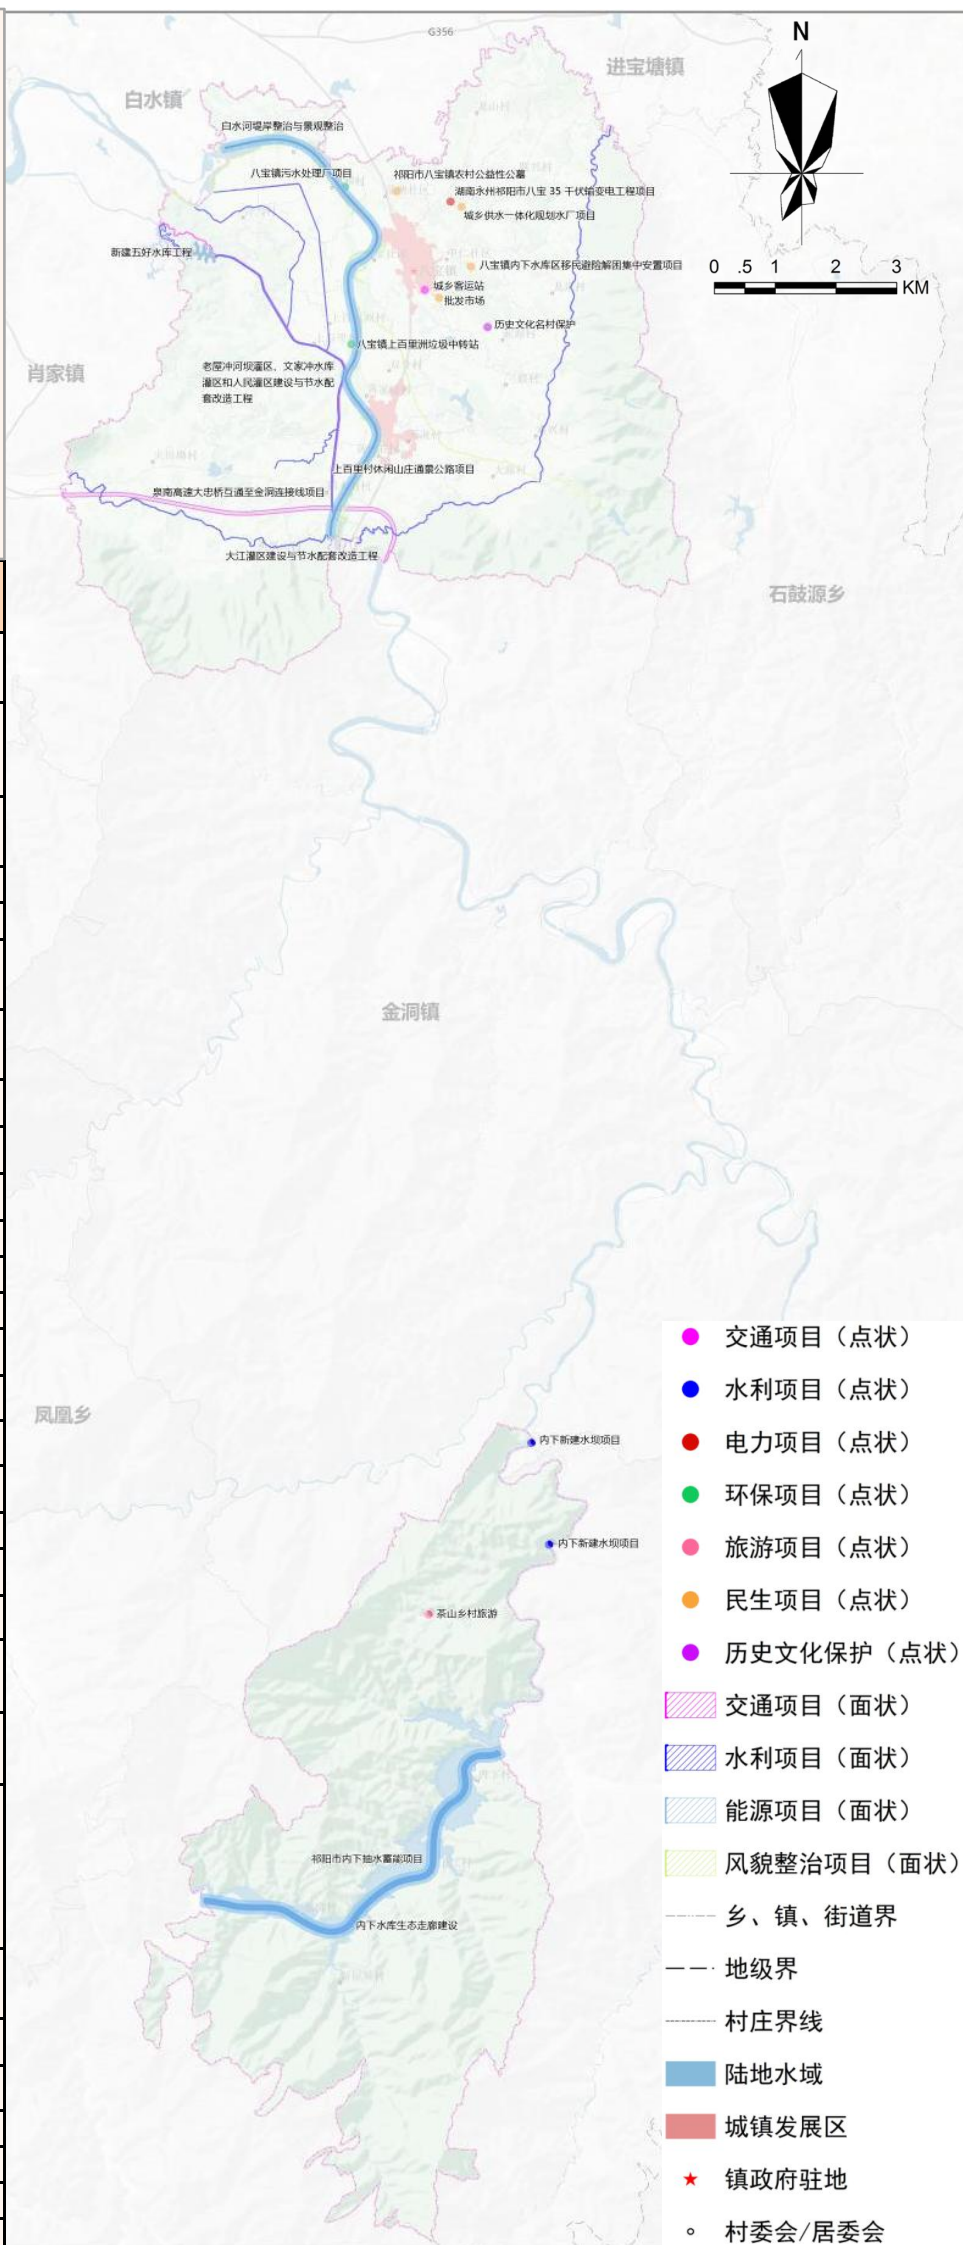 G356
N
进宝塘镇
白水镇
白水河堤岸整治与景观整治
八宝镇污水处理厂项目
祁阳市八宝镇农村公益性公墓
湖南永州祁阳市八宝 35 千伏输变电工程项目
城乡供水一体化规划水厂项目
新建五好水库工程
八宝镇内下水库区移民避险解困集中安置项目
0 .5 1 2 3
KM
八宝镇
城乡客运站
批发市场
历史文化名村保护
八宝镇上百里洲垃圾中转站
肖家镇
老屋冲河坝灌区、文家冲水库
灌区和人民灌区建设与节水配
套改造工程
上百里村休闲山庄通景公路项目
泉南高速大忠桥互通至金洞连接线项目
大江灌区建设与节水配套改造工程
石鼓源乡
金洞镇
凤凰乡
内下新建水坝项目
内下新建水坝项目
茶山乡村旅游
祁阳市内下抽水蓄能项目
内下水库生态走廊建设
交通项目（点状）
水利项目（点状）
电力项目（点状）
环保项目（点状）
旅游项目（点状）
民生项目（点状）
历史文化保护（点状）
交通项目（面状）
水利项目（面状）
能源项目（面状）
风貌整治项目（面状）
乡、镇、街道界
地级界
村庄界线
陆地水域
城镇发展区
镇政府驻地
村委会/居委会